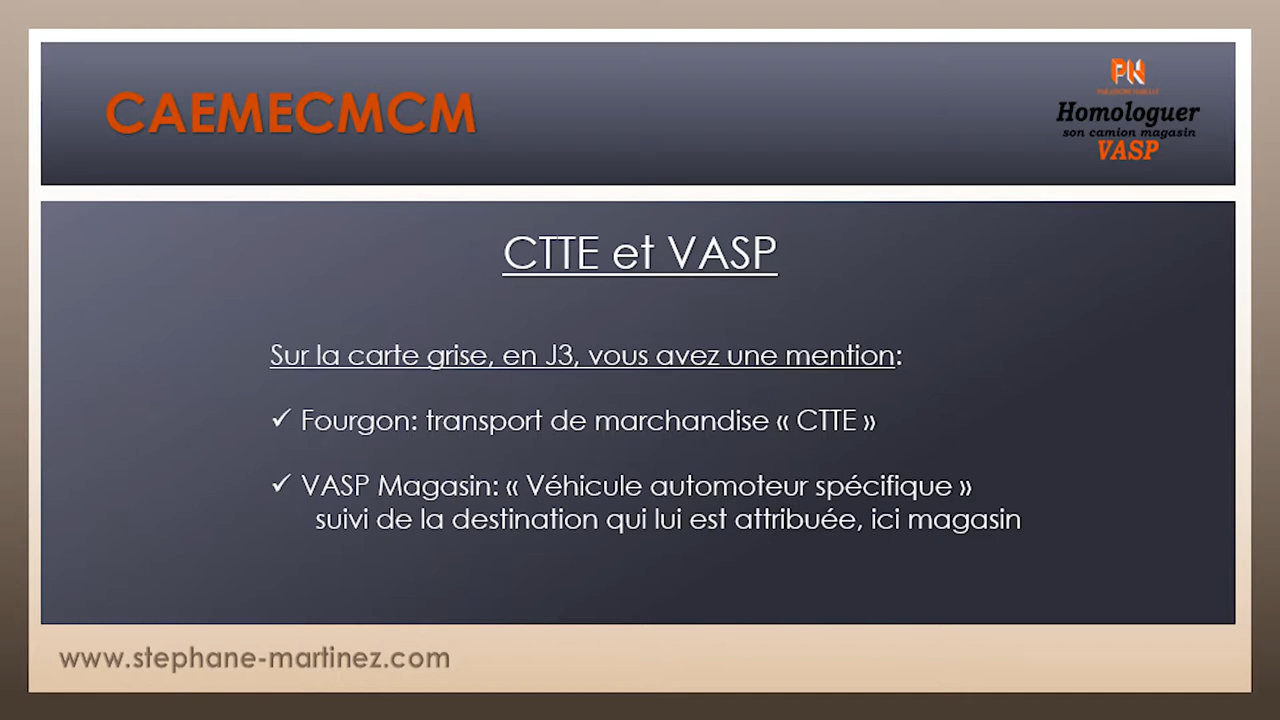 CAEMECMCM
PN
Homologuer
son camion magasin
VASP
CTTE et VASP
Sur la carte grise, en J3, vous avez une mention:
✓ Fourgon: transport de marchandise « CTTE »
✓ VASP Magasin: « Véhicule automoteur spécifique »
suivi de la destination qui lui est attribuée, ici magasin
www.stephane-martinez.com